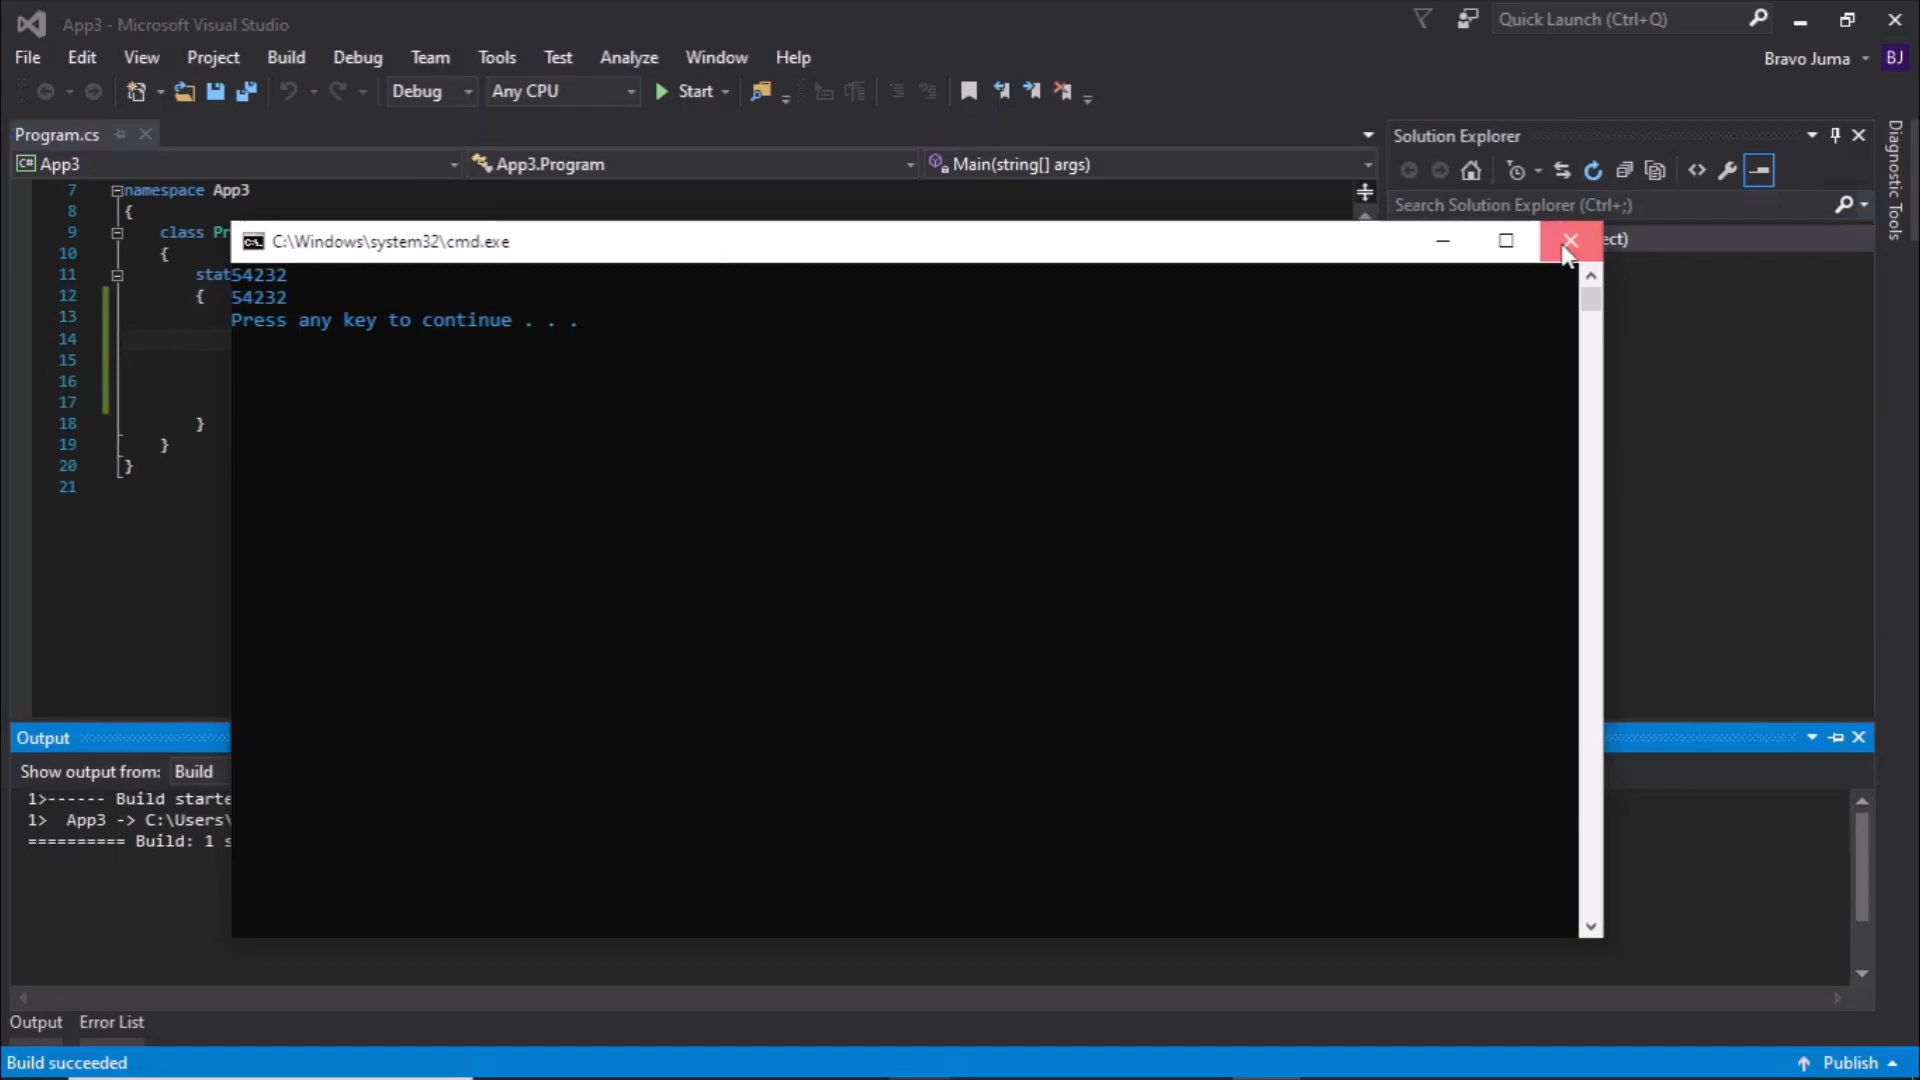 App3 - Microsoft Visual Studio
Quick Launch (Ctrl+Q)
File Edit View Project Build Debug Team Tools Test Analyze Window Help
Bravo Juma BJ
Debug Any CPU Start
Program.cs
App3 App3.Program Main(string[] args)
Solution Explorer
Search Solution Explorer (Ctrl+;)
Diagnostic Tools
7 namespace App3
8 {
9 class Pr
10 {
11 stat
12 {
13
14
15
16
17
18 }
19 }
20 }
21
ect)
C:\Windows\system32\cmd.exe
54232
54232
Press any key to continue . . .
Output
Show output from: Build
1>------ Build starte
1> App3 -> C:\Users\
========== Build: 1 s
Output Error List
Build succeeded
Publish